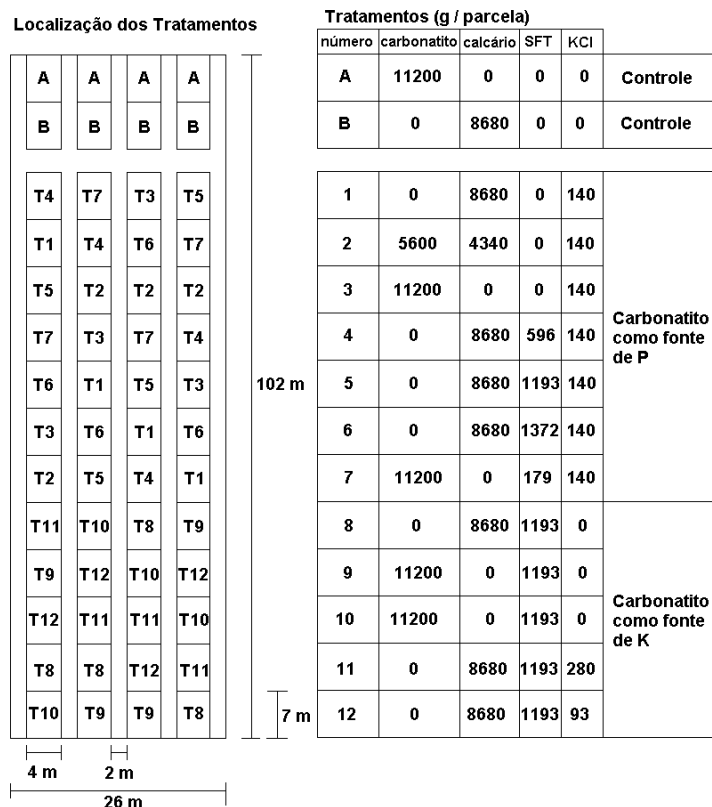 Localização dos Tratamentos
A A A A
B B B B
T4 T7 T3 T5
T1 T4 T6 T7
T5 T2 T2 T2
T7 T3 T7 T4
T6 T1 T5 T3
T3 T6 T1 T6
T2 T5 T4 T1
T11 T10 T8 T9
T9 T12 T10 T12
T12 T11 T11 T10
T8 T8 T12 T11
T10 T9 T9 T8
4 m
2 m
26 m
102 m
7 m
Tratamentos (g / parcela)
número carbonatito calcário SFT KCl
A 11200 0 0 0 Controle
B 0 8680 0 0 Controle
1 0 8680 0 140
2 5600 4340 0 140
3 11200 0 0 140
4 0 8680 596 140
5 0 8680 1193 140
6 0 8680 1372 140
7 11200 0 179 140
Carbonatito
como fonte
de P
8 0 8680 1193 0
9 11200 0 1193 0
10 11200 0 1193 0
11 0 8680 1193 280
12 0 8680 1193 93
Carbonatito
como fonte
de K